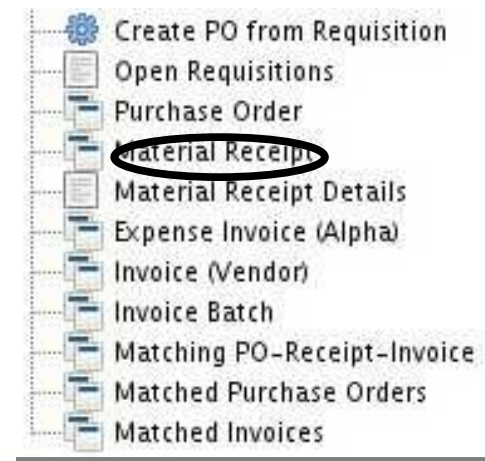 Create PO from Requisition
Open Requisitions
Purchase Order
Material Receipt
Material Receipt Details
Expense Invoice (Alpha)
Invoice (Vendor)
Invoice Batch
Matching PO-Receipt-Invoice
Matched Purchase Orders
Matched Invoices